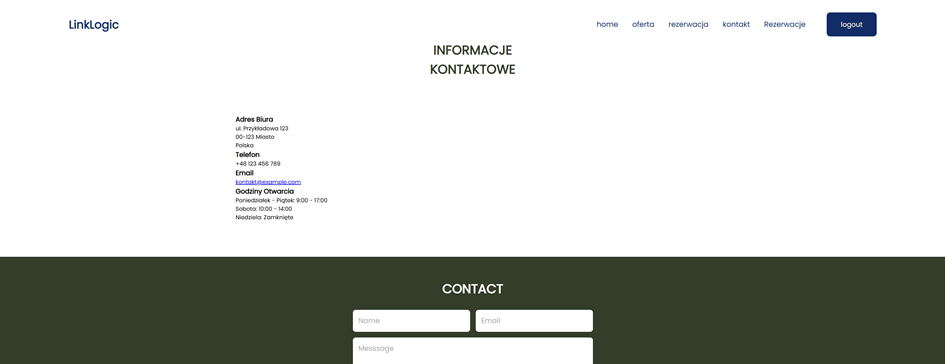 LinkLogic
home oferta rezerwacja kontakt Rezerwacje logout
INFORMACJE
KONTAKTOWE
Adres Biura
ul. Przykładowa 123
00-123 Miasto
Polska
Telefon
+48 123 456 789
Email
kontakt@example.com
Godziny Otwarcia
Poniedziałek - Piątek: 9:00 - 17:00
Sobota: 10:00 - 14:00
Niedziela: Zamknięte
CONTACT
Name
Email
Messsage